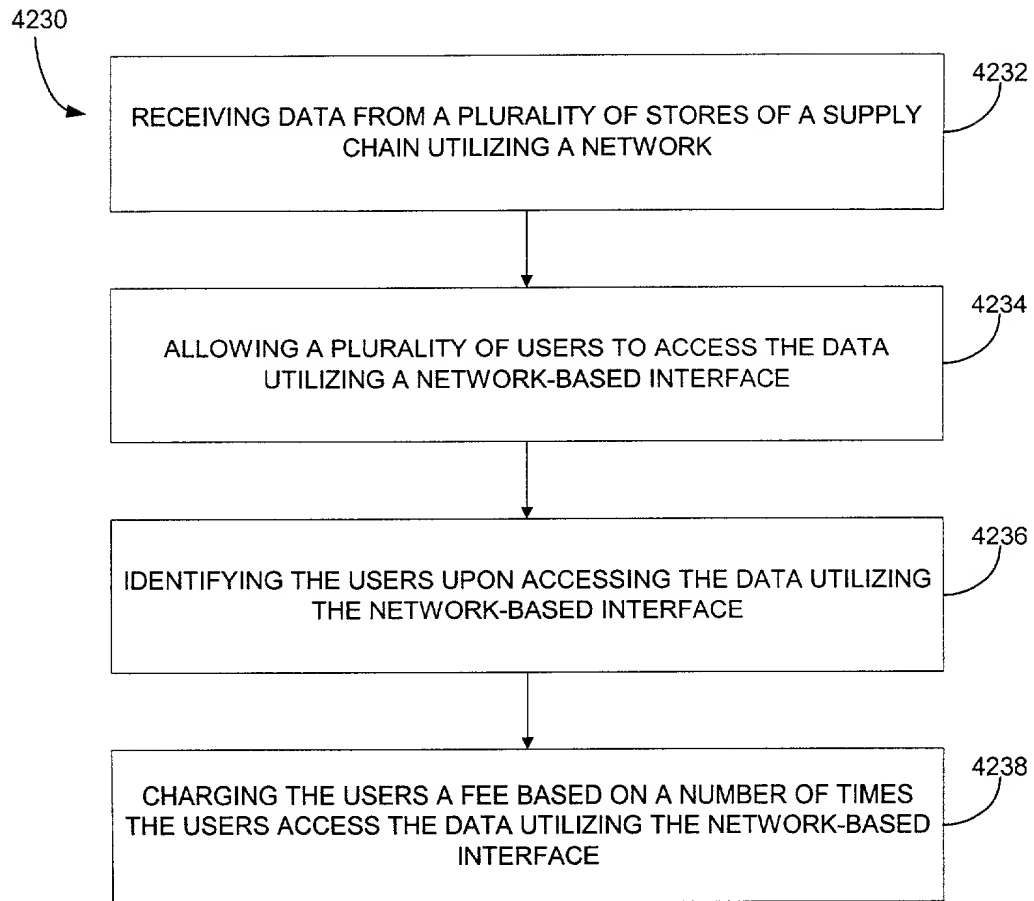 4230
4232
RECEIVING DATA FROM A PLURALITY OF STORES OF A SUPPLY
CHAIN UTILIZING A NETWORK
4234
ALLOWING A PLURALITY OF USERS TO ACCESS THE DATA
UTILIZING A NETWORK-BASED INTERFACE
4236
IDENTIFYING THE USERS UPON ACCESSING THE DATA UTILIZING
THE NETWORK-BASED INTERFACE
4238
CHARGING THE USERS A FEE BASED ON A NUMBER OF TIMES
THE USERS ACCESS THE DATA UTILIZING THE NETWORK-BASED
INTERFACE